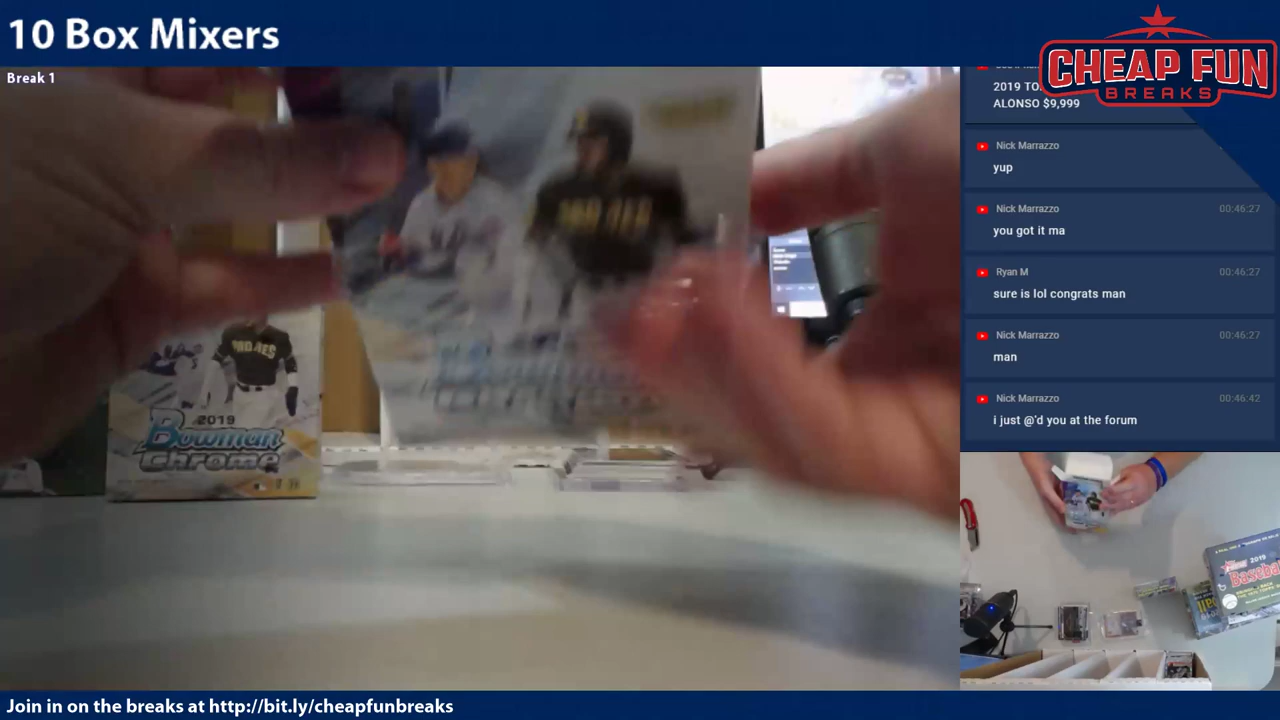 10 Box Mixers
CHEAP FUN
BREAKS
Break 1
2019
ALONSO $9,999
Nick Marrazzo
yup
Nick Marrazzo 00:46:27
you got it ma
Ryan M 00:46:27
sure is lol congrats man
Nick Marrazzo 00:46:27
man
Nick Marrazzo 00:46:42
i just @'d you at the forum
PADRES
2019
Bowman
Chrome
2019
Baseball
Join in on the breaks at http://bit.ly/cheapfunbreaks